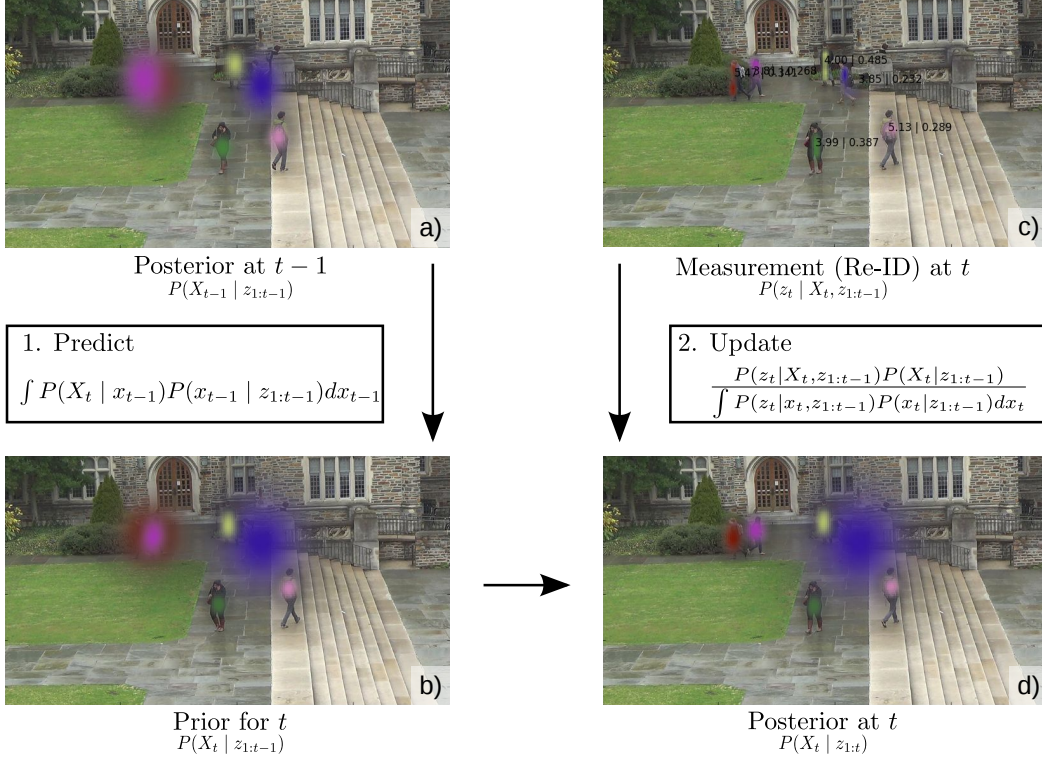 a)
Posterior at t − 1
P(X_{t−1} | z_{1:t−1})
1. Predict
∫ P(X_t | x_{t−1})P(x_{t−1} | z_{1:t−1})dx_{t−1}
b)
Prior for t
P(X_t | z_{1:t−1})
4.00 | 0.485
3.85 | 0.232
5.13 | 0.289
3.99 | 0.387
c)
Measurement (Re-ID) at t
P(z_t | X_t, z_{1:t−1})
2. Update
P(z_t|X_t,z_{1:t−1})P(X_t|z_{1:t−1})
∫ P(z_t|x_t,z_{1:t−1})P(x_t|z_{1:t−1})dx_t
d)
Posterior at t
P(X_t | z_{1:t})